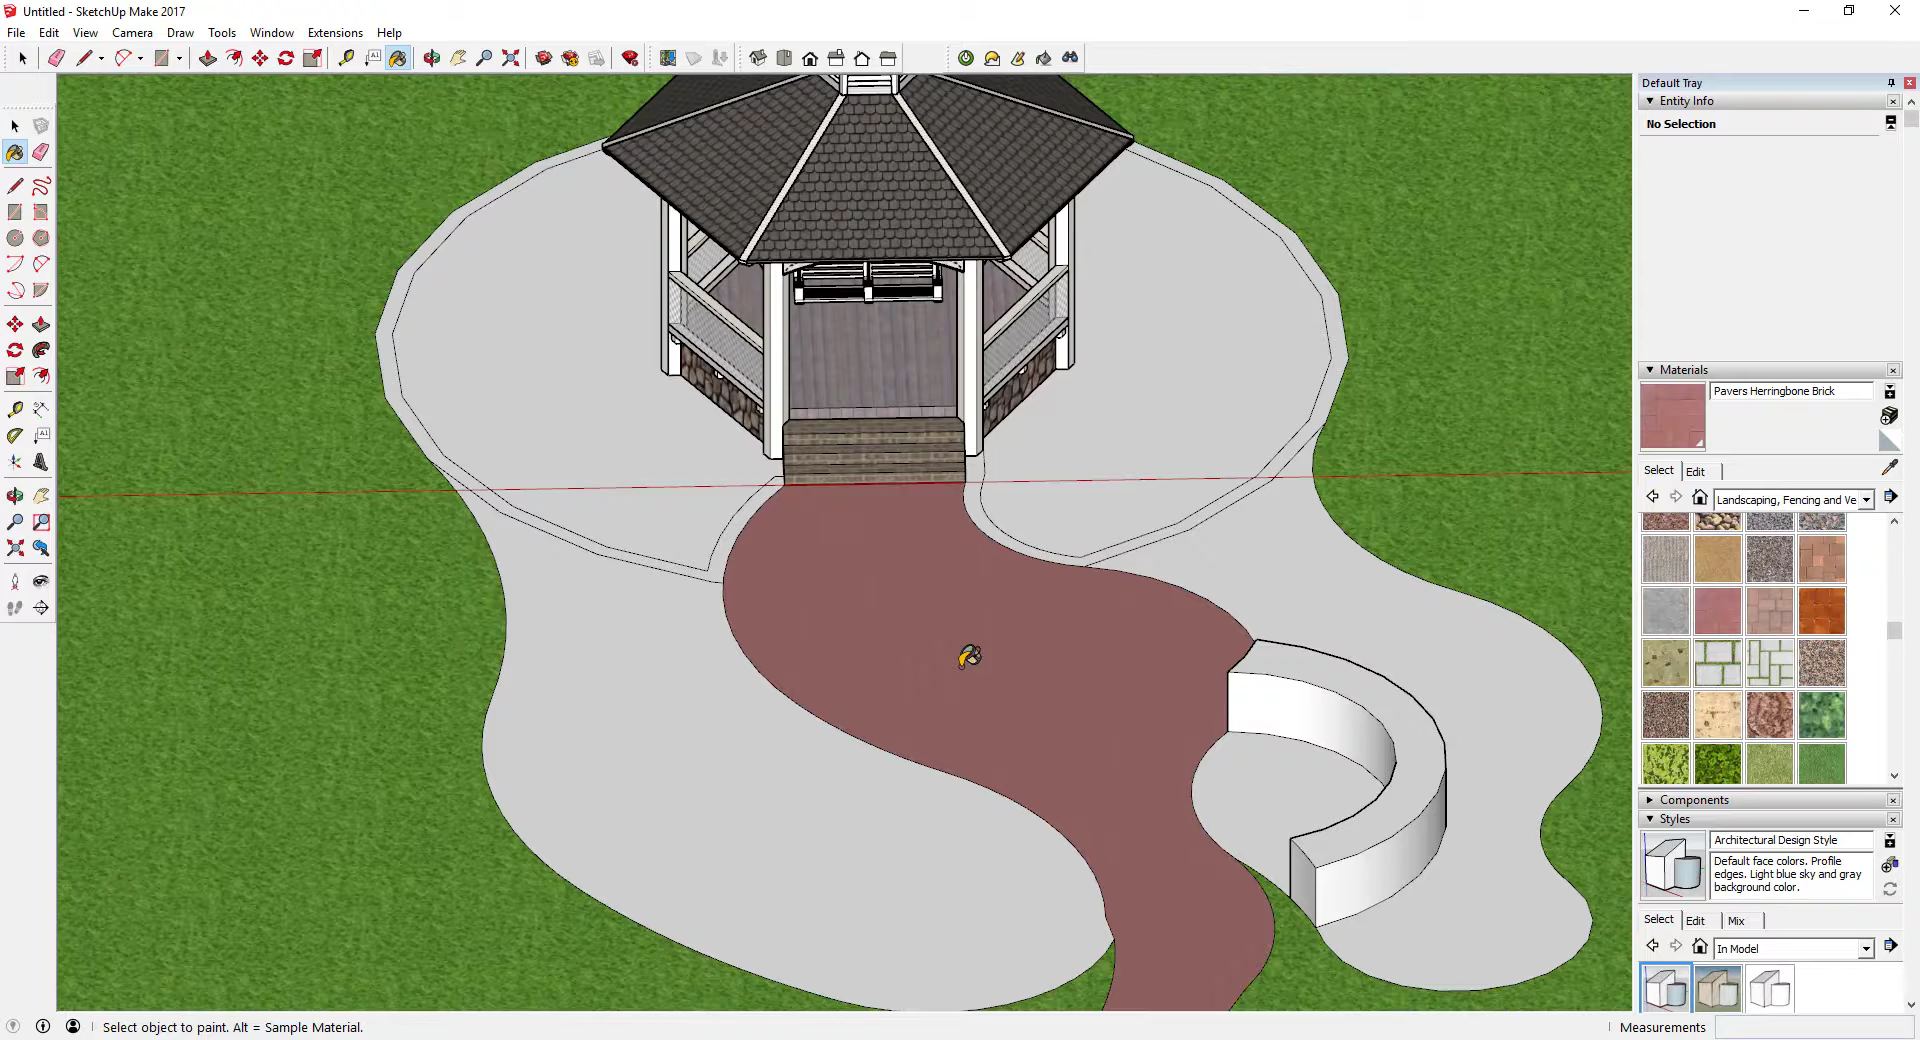 Untitled - SketchUp Make 2017
File Edit View Camera Draw Tools Window Extensions Help
Default Tray
Entity Info
No Selection
Materials
Pavers Herringbone Brick
Select Edit
Landscaping, Fencing and Ve
Components
Styles
Architectural Design Style
Default face colors. Profile
edges. Light blue sky and gray
background color.
Select Edit Mix
In Model
Select object to paint. Alt = Sample Material.
Measurements